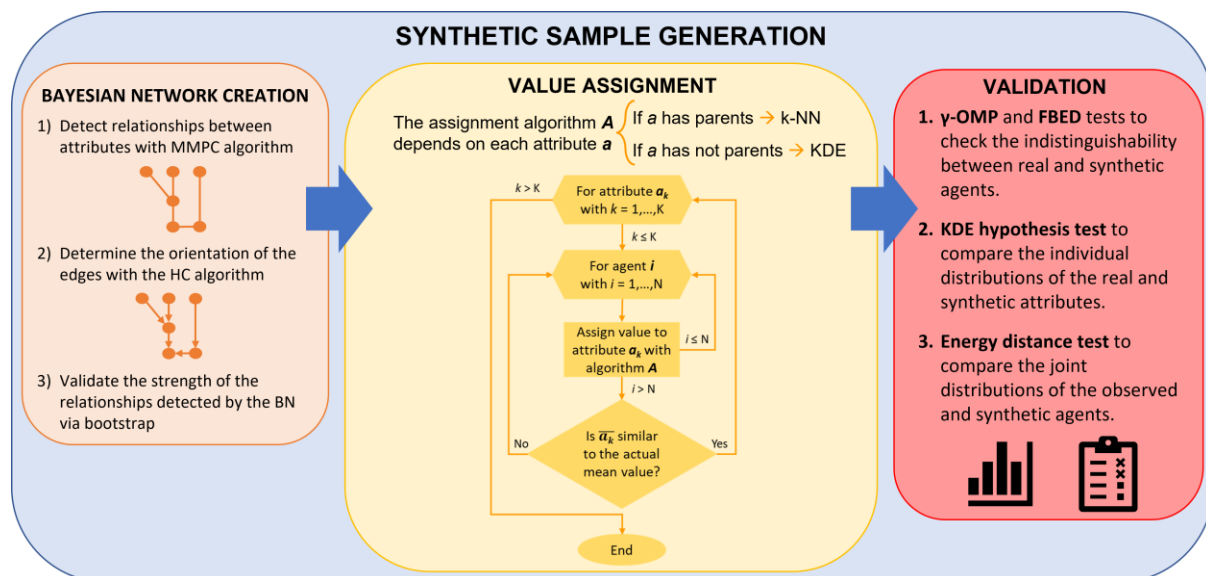 SYNTHETIC SAMPLE GENERATION
BAYESIAN NETWORK CREATION
1) Detect relationships between
attributes with MMPC algorithm
2) Determine the orientation of the
edges with the HC algorithm
3) Validate the strength of the
relationships detected by the BN
via bootstrap
VALUE ASSIGNMENT
The assignment algorithm A
depends on each attribute a
If a has parents → k-NN
If a has not parents → KDE
k > K
For attribute aₖ
with k = 1,...,K
k ≤ K
For agent i
with i = 1,...,N
Assign value to
attribute aₖ with
algorithm A
i ≤ N
i > N
No
Is a̅ₖ similar
to the actual
mean value?
Yes
End
VALIDATION
1. γ-OMP and FBED tests to
check the indistinguishability
between real and synthetic
agents.
2. KDE hypothesis test to
compare the individual
distributions of the real and
synthetic attributes.
3. Energy distance test to
compare the joint
distributions of the observed
and synthetic agents.